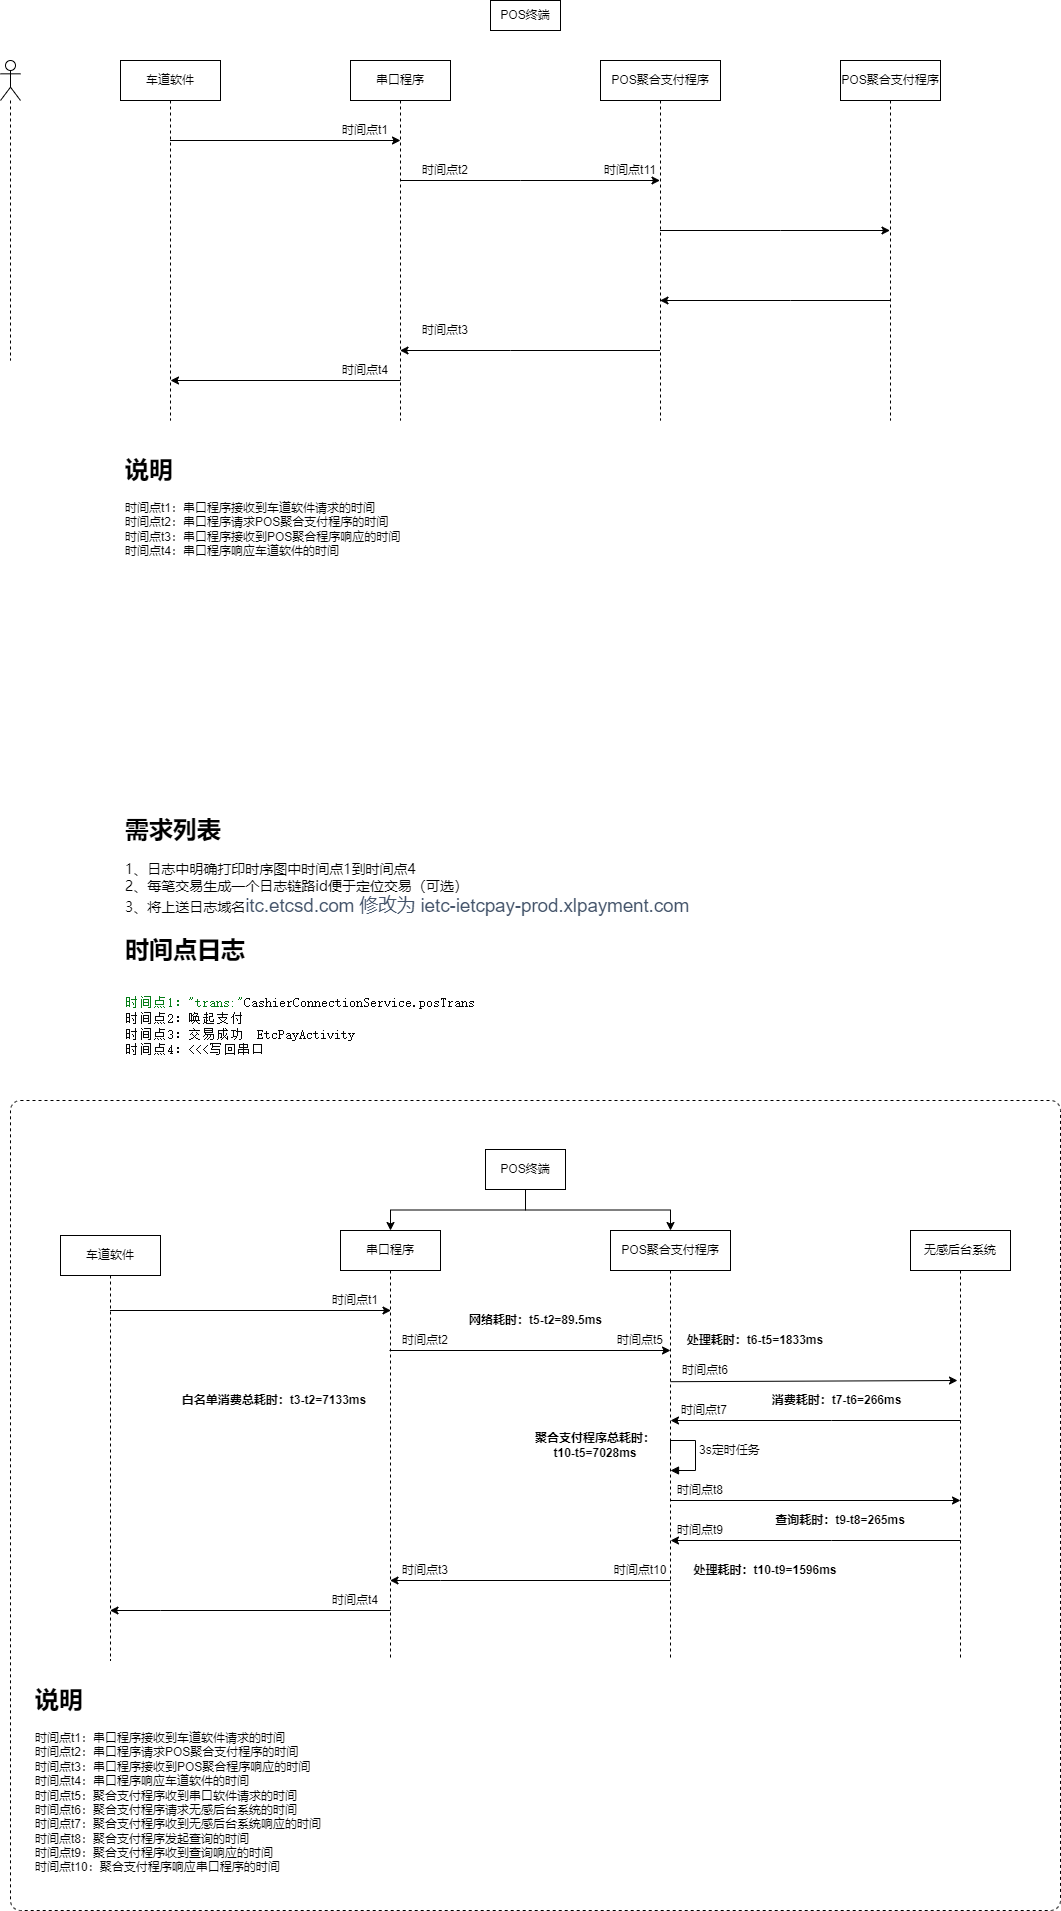 POS终端
车道软件
串口程序
POS聚合支付程序
POS聚合支付程序
时间点t1
时间点t2
时间点t11
时间点t3
时间点t4
说明
时间点t1：串口程序接收到车道软件请求的时间
时间点t2：串口程序请求POS聚合支付程序的时间
时间点t3：串口程序接收到POS聚合程序响应的时间
时间点t4：串口程序响应车道软件的时间
需求列表
1、日志中明确打印时序图中时间点1到时间点4
2、每笔交易生成一个日志链路id便于定位交易（可选）
3、将上送日志域名itc.etcsd.com 修改为 ietc-ietcpay-prod.xlpayment.com
时间点日志
时间点1："trans:"CashierConnectionService.posTrans
时间点2：唤起支付
时间点3：交易成功  EtcPayActivity
时间点4：<<<写回串口
POS终端
车道软件
串口程序
POS聚合支付程序
无感后台系统
时间点t1
网络耗时：t5-t2=89.5ms
时间点t2
时间点t5
处理耗时：t6-t5=1833ms
时间点t6
白名单消费总耗时：t3-t2=7133ms
消费耗时：t7-t6=266ms
时间点t7
聚合支付程序总耗时：
t10-t5=7028ms
3s定时任务
时间点t8
查询耗时：t9-t8=265ms
时间点t9
时间点t3
时间点t10
处理耗时：t10-t9=1596ms
时间点t4
说明
时间点t1：串口程序接收到车道软件请求的时间
时间点t2：串口程序请求POS聚合支付程序的时间
时间点t3：串口程序接收到POS聚合程序响应的时间
时间点t4：串口程序响应车道软件的时间
时间点t5：聚合支付程序收到串口软件请求的时间
时间点t6：聚合支付程序请求无感后台系统的时间
时间点t7：聚合支付程序收到无感后台系统响应的时间
时间点t8：聚合支付程序发起查询的时间
时间点t9：聚合支付程序收到查询响应的时间
时间点t10：聚合支付程序响应串口程序的时间